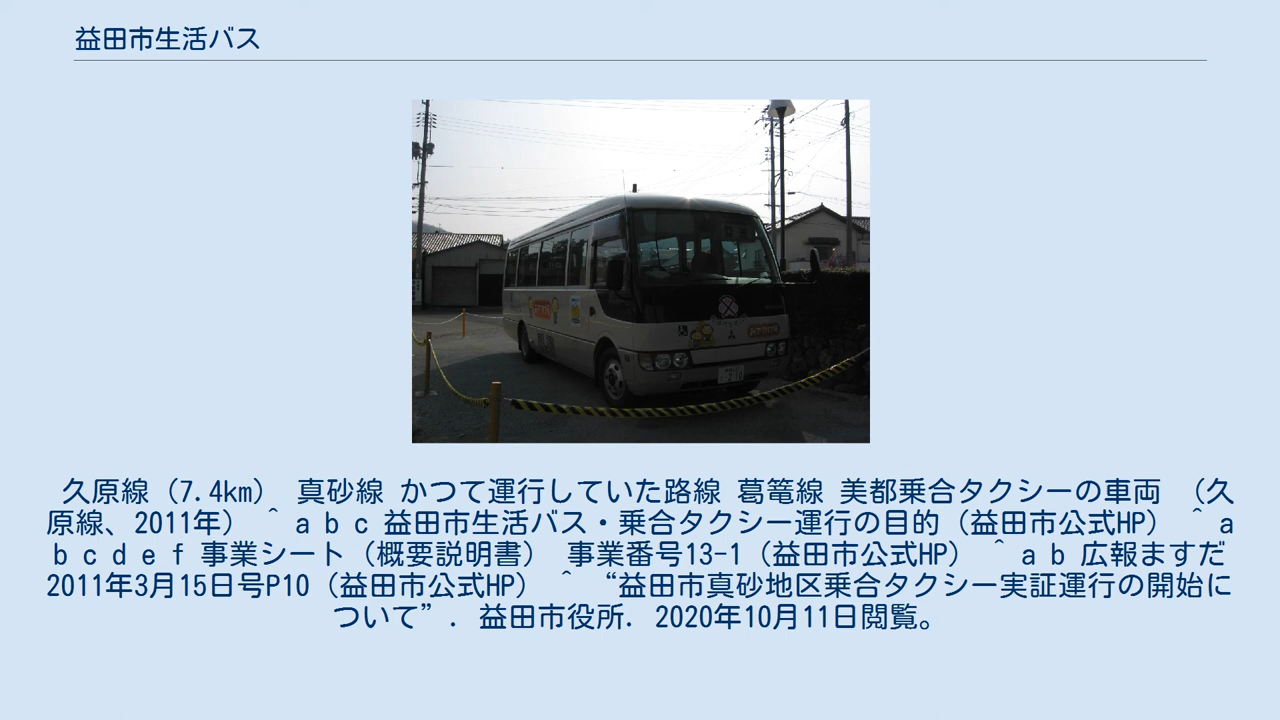 益田市生活バス
久原線（7.4km） 真砂線 かつて運行していた路線 葛篭線 美都乗合タクシーの車両 （久
原線、2011年） ^ a b c 益田市生活バス・乗合タクシー運行の目的（益田市公式HP） ^ a
b c d e f 事業シート（概要説明書） 事業番号13-1（益田市公式HP） ^ a b 広報ますだ
2011年3月15日号P10（益田市公式HP） ^ “益田市真砂地区乗合タクシー実証運行の開始に
ついて”. 益田市役所. 2020年10月11日閲覧。